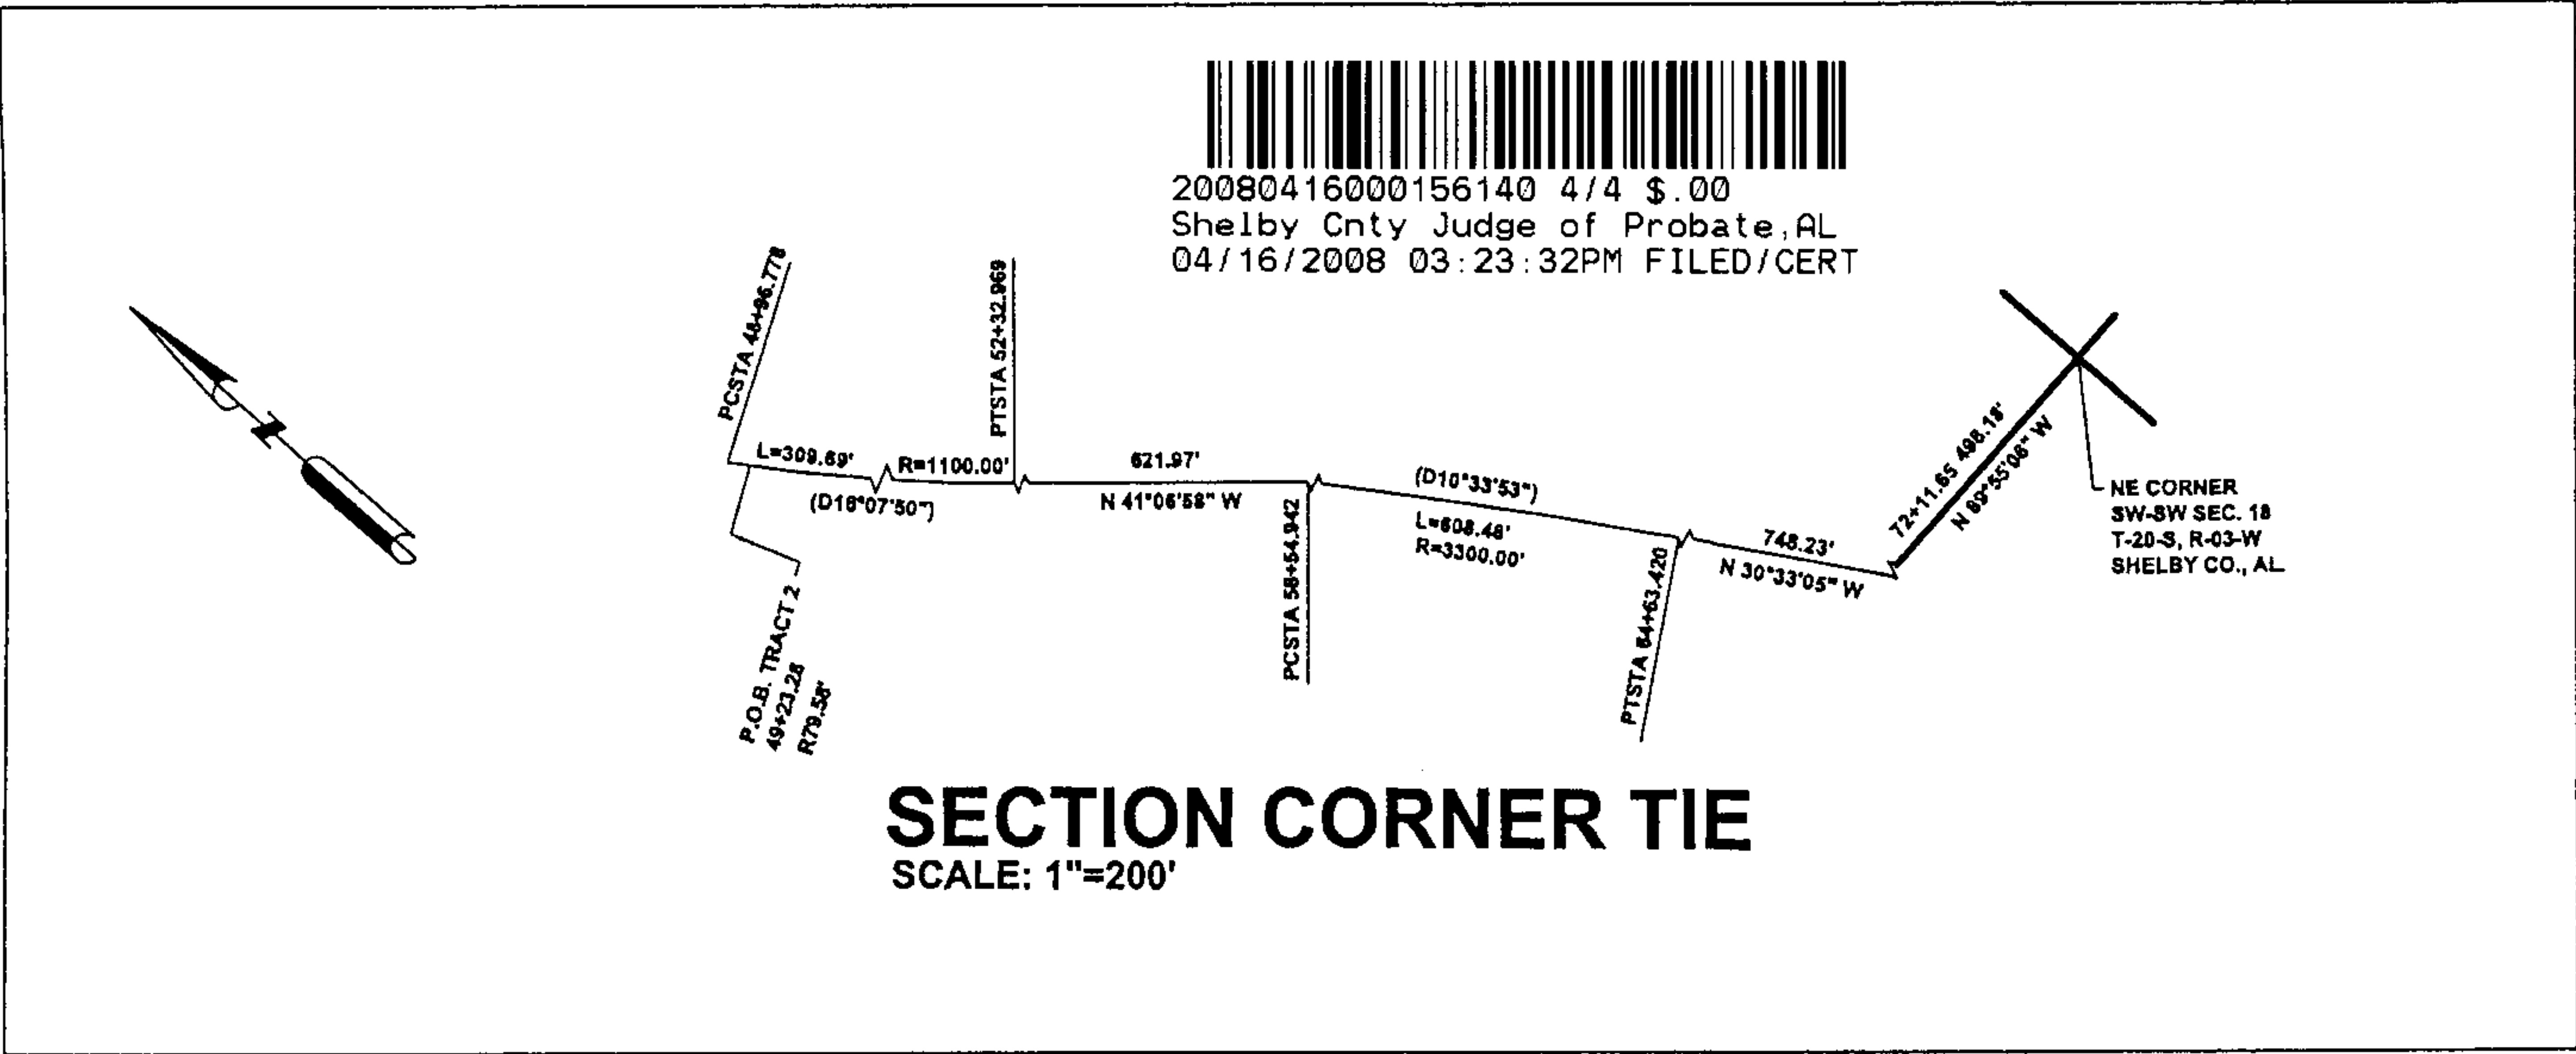 20080416000156140 4/4 $.00
Shelby Cnty Judge of Probate,AL
04/16/2008 03:23:32PM FILED/CERT
PCSTA 48+96.778
PTSTA 52+32.969
L=309.69'
R=1100.00'
(D16°07'50")
621.97'
N 41°06'58" W
(D10°33'53")
L=608.48'
R=3300.00'
PCSTA 58+54.942
PTSTA 64+63.420
748.23'
N 30°33'05" W
72+11.65 498.18'
N 89°55'06" W
NE CORNER
SW-SW SEC. 18
T-20-S, R-03-W
SHELBY CO., AL
N
P.O.B. TRACT 2
49+23.28
R79.58'
SECTION CORNER TIE
SCALE: 1"=200'